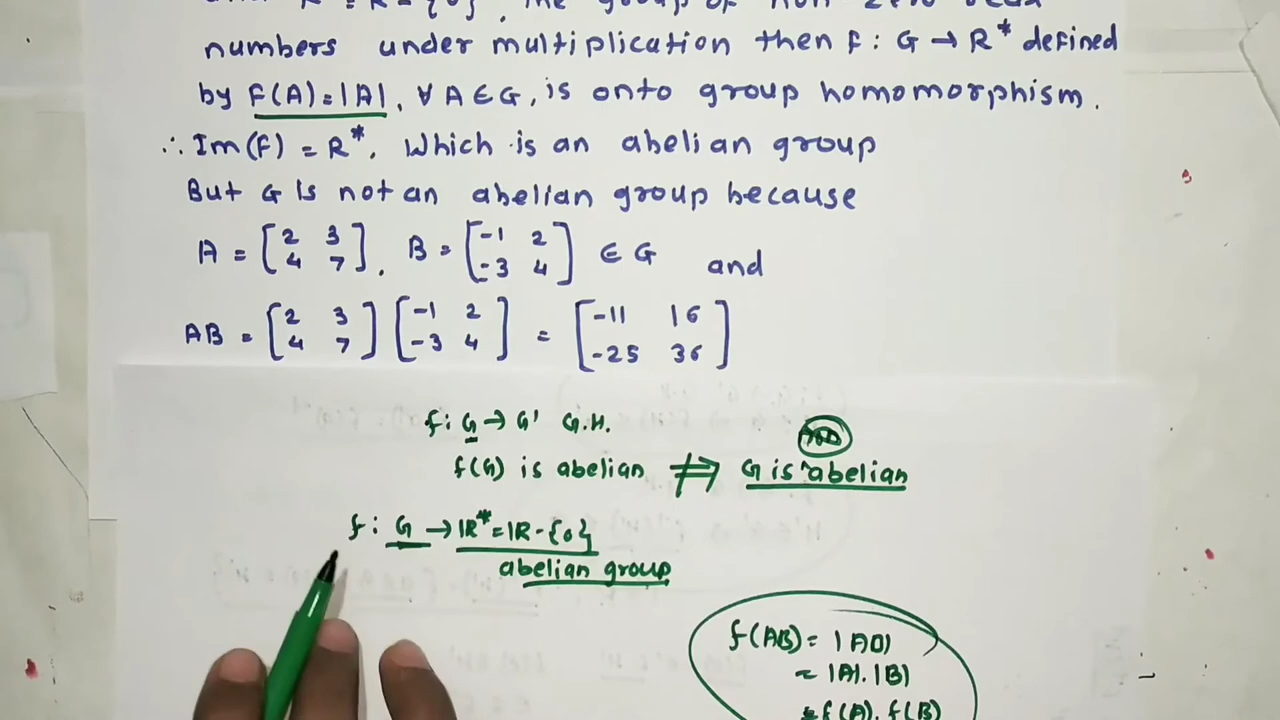 numbers under multiplication then f : G → R* defined
by f(A) = |A|, ∀ A ∈ G, is onto group homomorphism.
∴ Im(f) = R*. Which is an abelian group
But G is not an abelian group because
A = [2 3 4 7], B = [-1 2 -3 4] ∈ G and
AB = [2 3 4 7] [-1 2 -3 4] = [-11 16 -25 36]
f : G → G' G.H.
f(G) is abelian ⇏ G is abelian
f : G → IR* = IR - {0}
abelian group
f(AB) = |AB|
= |A|. |B|
= f(A). f(B)